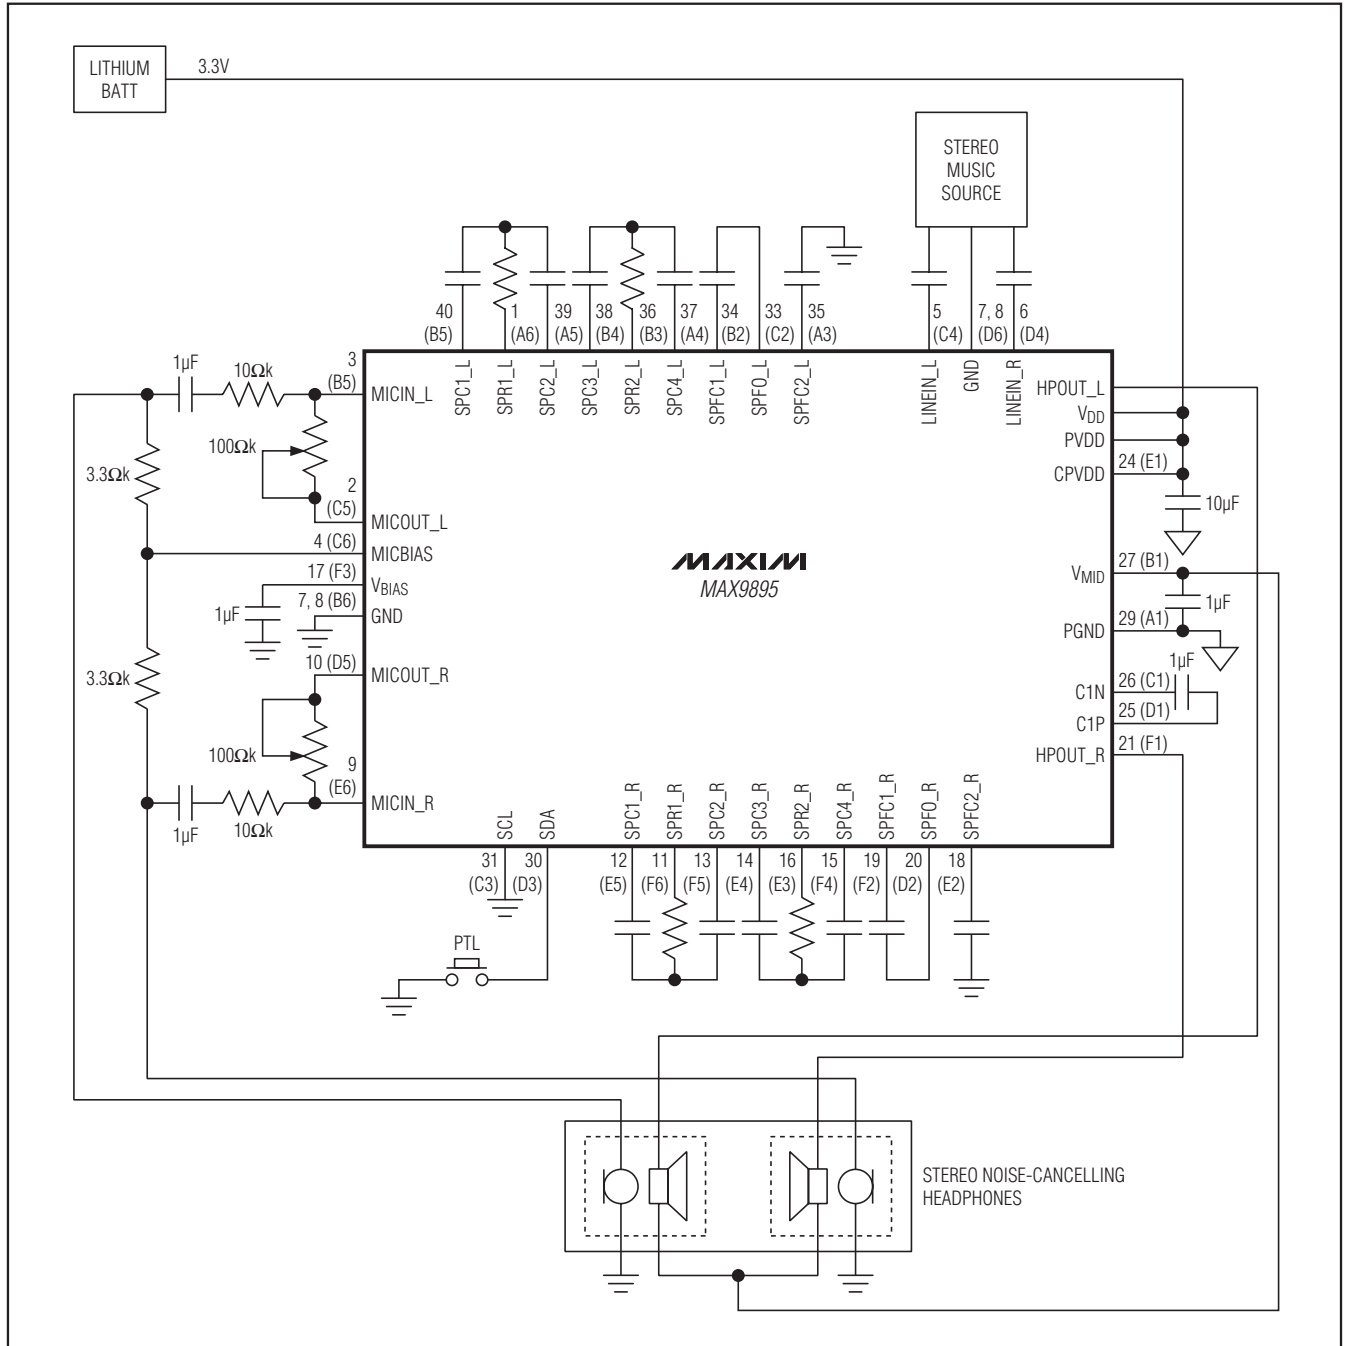 LITHIUM
BATT
3.3V
STEREO
MUSIC
SOURCE
40
(B5)
1
(A6)
39
(A5)
38
(B4)
36
(B3)
37
(A4)
34
(B2)
33
(C2)
35
(A3)
5
(C4)
7, 8
(D6)
6
(D4)
SPC1_L
SPR1_L
SPC2_L
SPC3_L
SPR2_L
SPC4_L
SPFC1_L
SPFO_L
SPFC2_L
LINEIN_L
GND
LINEIN_R
1µF
10Ωk
3
(B5)
MICIN_L
100Ωk
3.3Ωk
2
(C5)
MICOUT_L
4 (C6)
MICBIAS
17 (F3)
VBIAS
1µF
7, 8 (B6)
GND
10 (D5)
MICOUT_R
3.3Ωk
100Ωk
9
(E6)
MICIN_R
1µF
10Ωk
MAXIM
MAX9895
HPOUT_L
VDD
PVDD
24 (E1)
CPVDD
10µF
27 (B1)
VMID
1µF
29 (A1)
PGND
1µF
26 (C1)
C1N
25 (D1)
C1P
21 (F1)
HPOUT_R
SCL
SDA
SPC1_R
SPR1_R
SPC2_R
SPC3_R
SPR2_R
SPC4_R
SPFC1_R
SPFO_R
SPFC2_R
31
(C3)
30
(D3)
12
(E5)
11
(F6)
13
(F5)
14
(E4)
16
(E3)
15
(F4)
19
(F2)
20
(D2)
18
(E2)
PTL
STEREO NOISE-CANCELLING
HEADPHONES